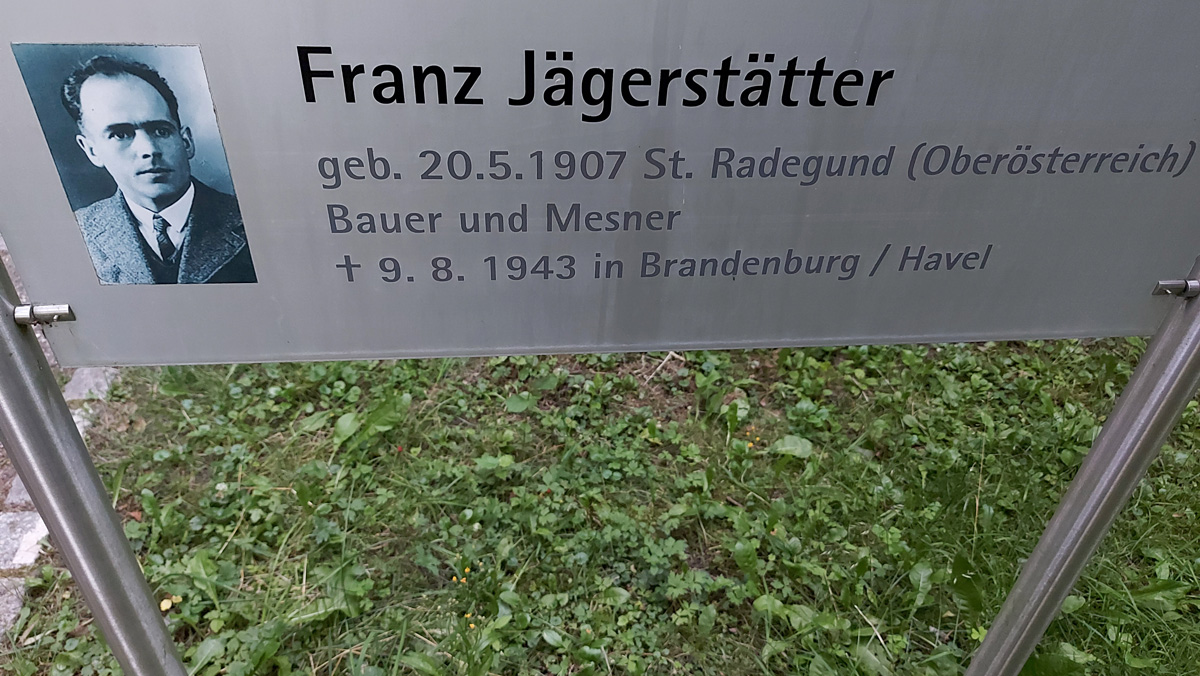 Franz Jägerstätter
geb. 20.5.1907 St. Radegund (Oberösterreich)
Bauer und Mesner
✝ 9. 8. 1943 in Brandenburg / Havel